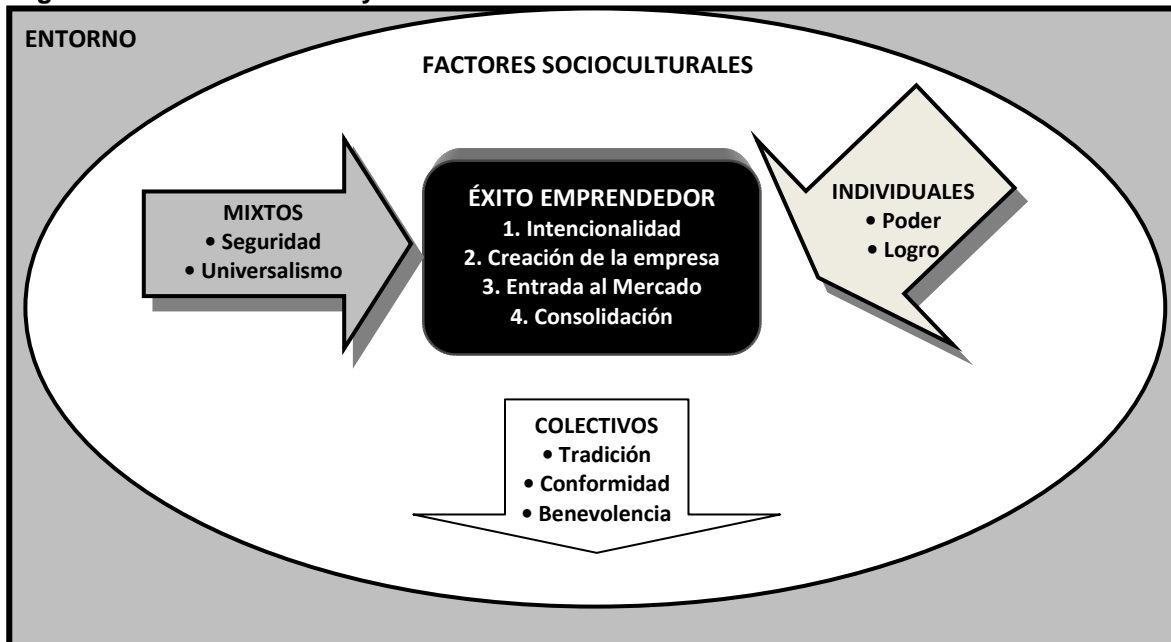 ENTORNO
FACTORES SOCIOCULTURALES
MIXTOS
• Seguridad
• Universalismo
ÉXITO EMPRENDEDOR
1. Intencionalidad
2. Creación de la empresa
3. Entrada al Mercado
4. Consolidación
INDIVIDUALES
• Poder
• Logro
COLECTIVOS
• Tradición
• Conformidad
• Benevolencia